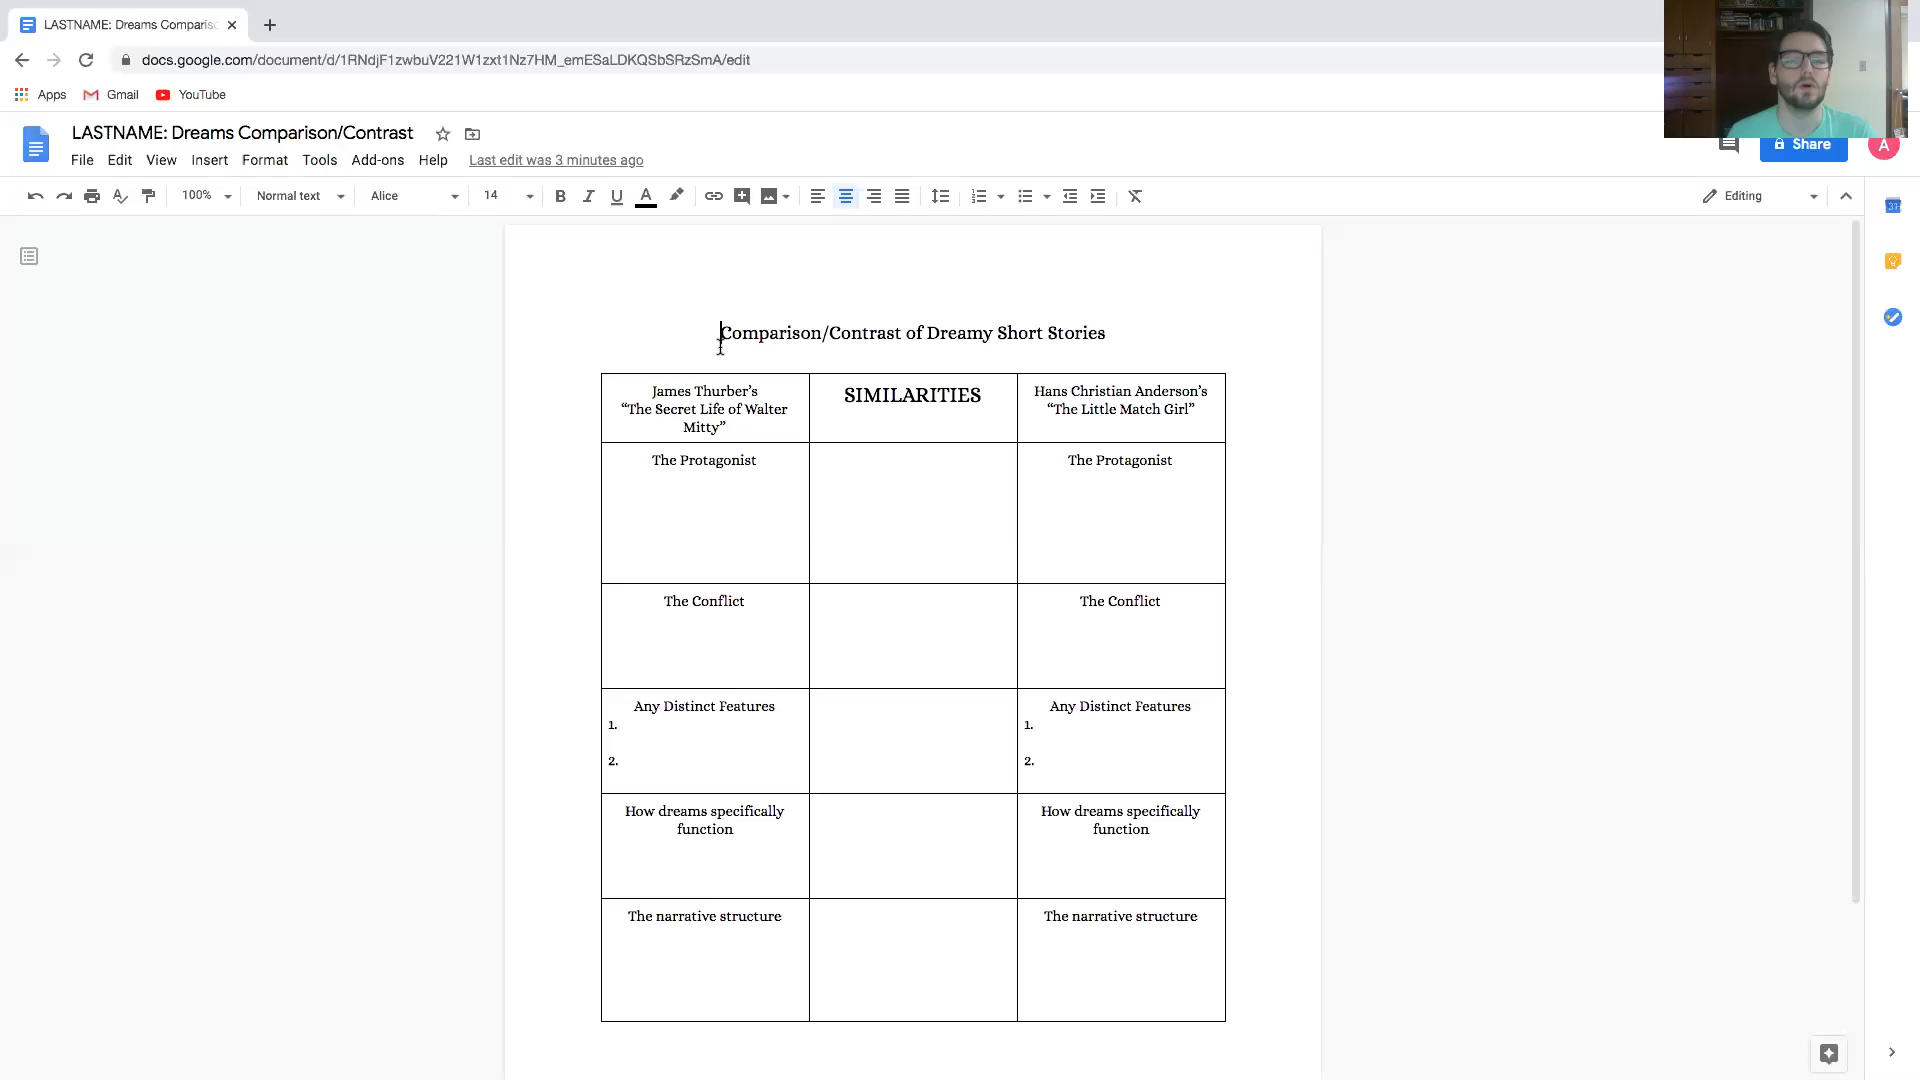 LASTNAME: Dreams Comparis
docs.google.com/document/d/1RNdjF1zwbuV221W1zxt1Nz7HM_emESaLDKQSbSRzSmA/edit
Apps Gmail YouTube
LASTNAME: Dreams Comparison/Contrast
File Edit View Insert Format Tools Add-ons Help Last edit was 3 minutes ago
Share
A
100% Normal text Alice 14 B I U A Editing
31
Comparison/Contrast of Dreamy Short Stories
James Thurber's
“The Secret Life of Walter
Mitty”
SIMILARITIES
Hans Christian Anderson's
“The Little Match Girl”
The Protagonist
The Protagonist
The Conflict
The Conflict
Any Distinct Features
1.
2.
Any Distinct Features
1.
2.
How dreams specifically
function
How dreams specifically
function
The narrative structure
The narrative structure